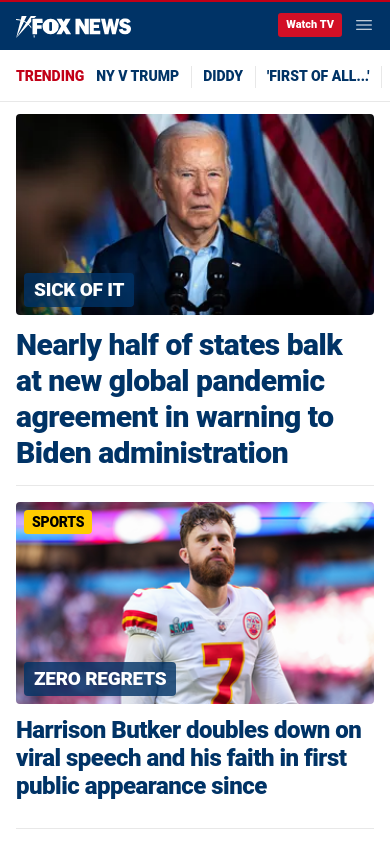 FOX NEWS
Watch TV
TRENDING NY V TRUMP DIDDY 'FIRST OF ALL...'
SICK OF IT
Nearly half of states balk
at new global pandemic
agreement in warning to
Biden administration
SPORTS
7
ZERO REGRETS
Harrison Butker doubles down on
viral speech and his faith in first
public appearance since